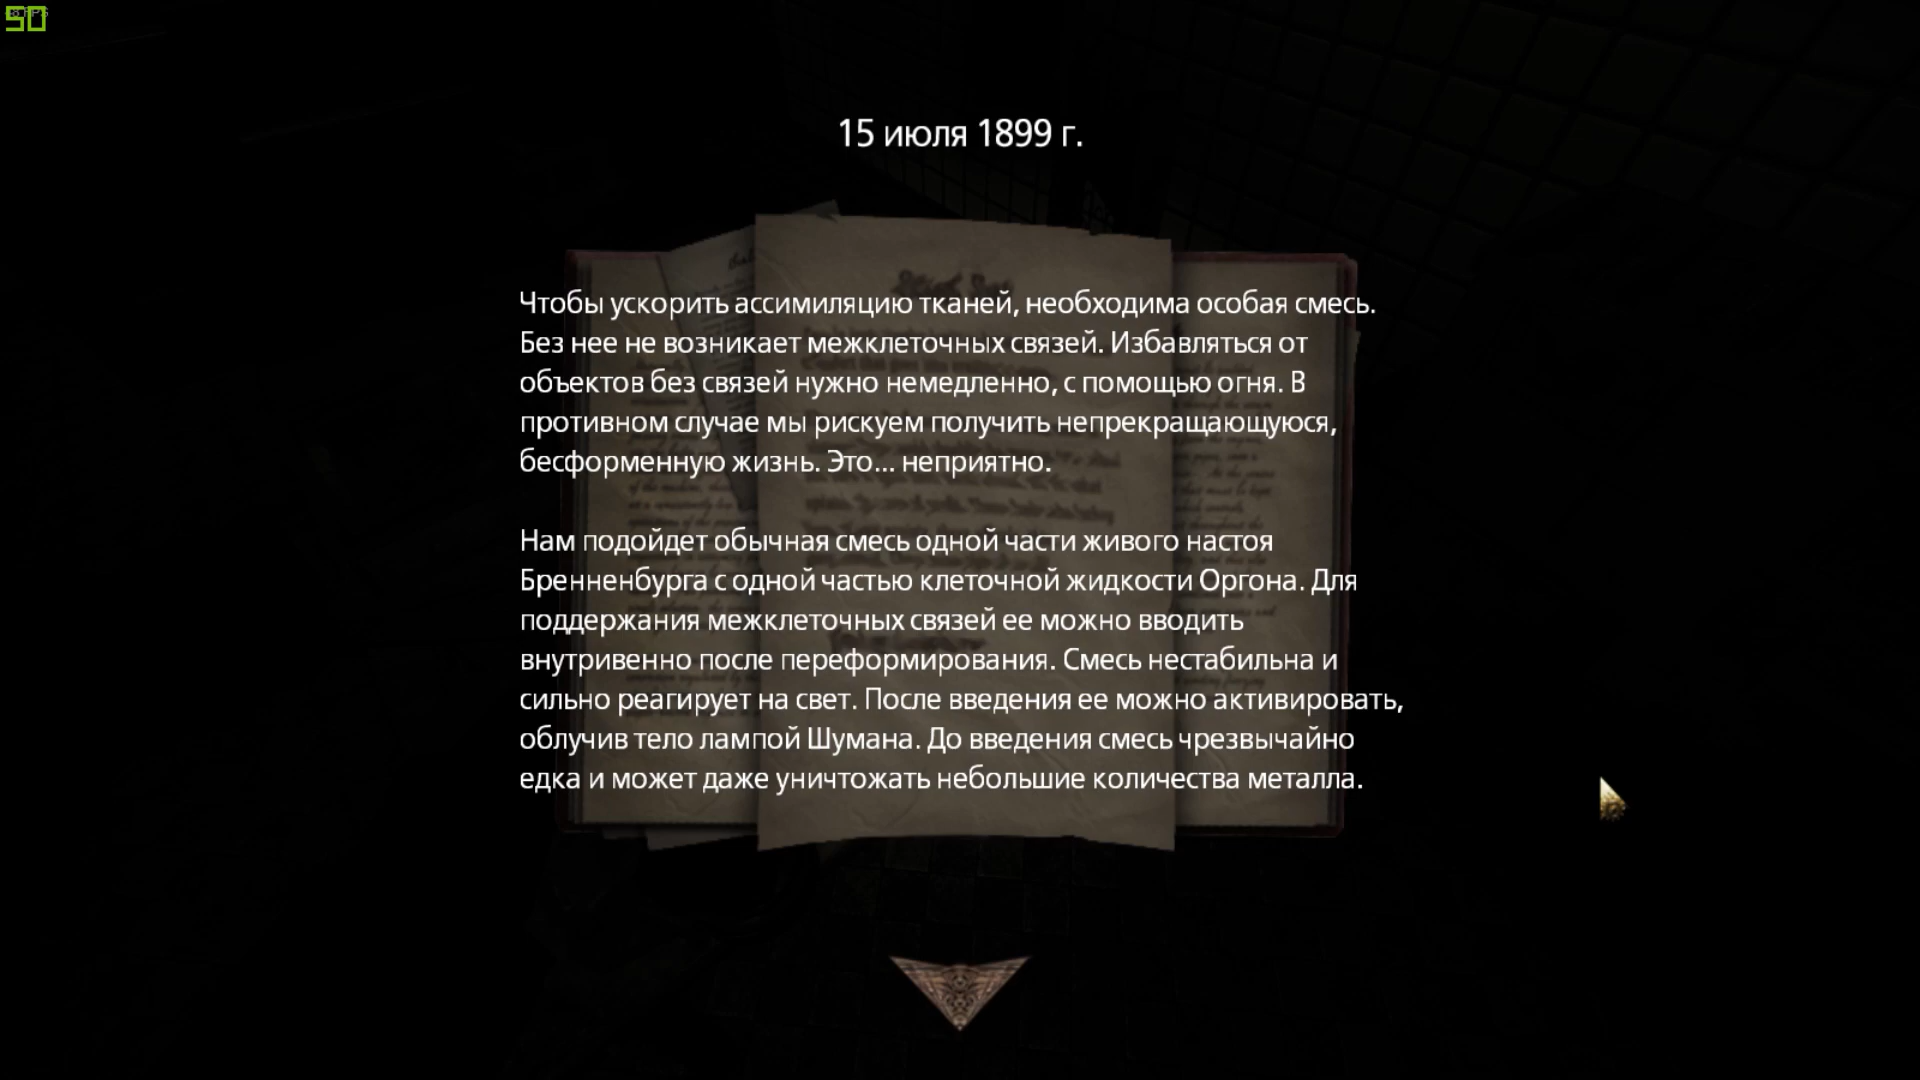 50
15 июля 1899 г.
Чтобы ускорить ассимиляцию тканей, необходима особая смесь.
Без нее не возникает межклеточных связей. Избавляться от
объектов без связей нужно немедленно, с помощью огня. В
противном случае мы рискуем получить непрекращающуюся,
бесформенную жизнь. Это... неприятно.
Нам подойдет обычная смесь одной части живого настоя
Бренненбурга с одной частью клеточной жидкости Оргона. Для
поддержания межклеточных связей ее можно вводить
внутривенно после переформирования. Смесь нестабильна и
сильно реагирует на свет. После введения ее можно активировать,
облучив тело лампой Шумана. До введения смесь чрезвычайно
едка и может даже уничтожать небольшие количества металла.